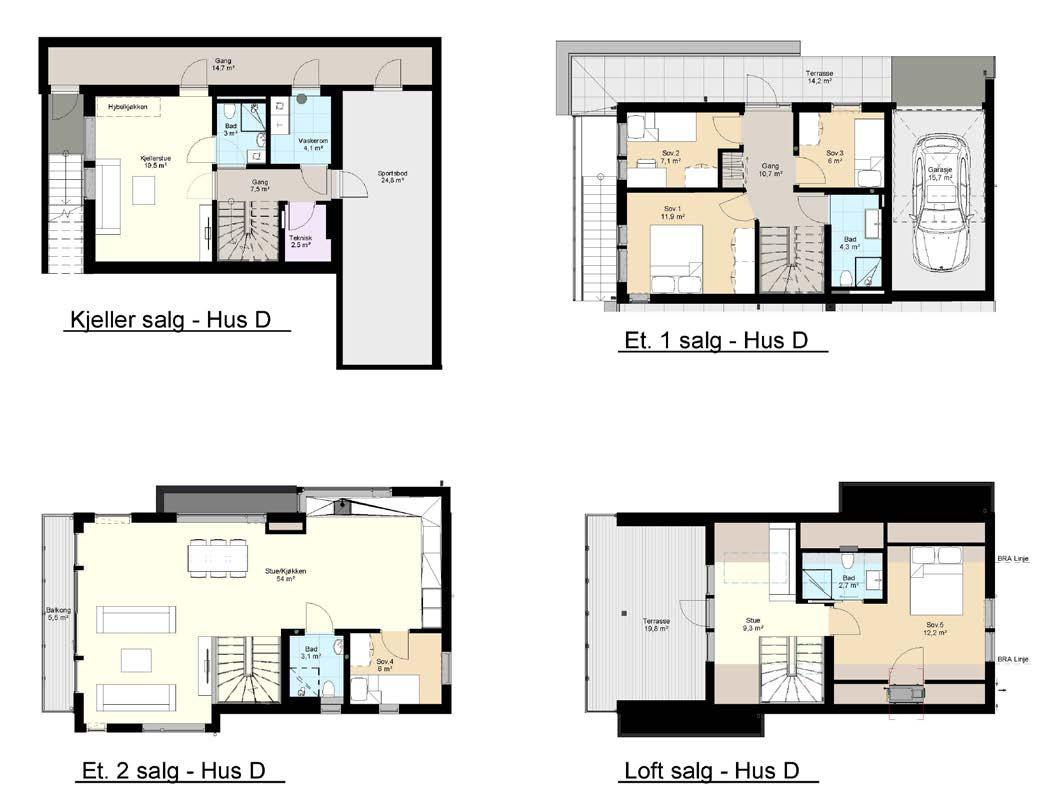 Gang
14,7 m²
Hybelkjøkken
Bad
3 m²
Vaskerom
4,1 m²
Kjellerstue
19,5 m²
Sportsbod
24,8 m²
Gang
7,5 m²
Teknisk
2,5 m²
Kjeller salg - Hus D
Terrasse
14,2 m²
Sov.2
7,1 m²
Gang
10,7 m²
Sov.3
6 m²
Garasje
15,7 m²
Sov.1
11,9 m²
Bad
4,3 m²
Et. 1 salg - Hus D
Stue/Kjøkken
54 m²
Balkong
5,6 m²
Bad
3,1 m²
Sov.4
6 m²
Et. 2 salg - Hus D
BRA Linje
Bad
2,7 m²
Terrasse
19,8 m²
Stue
9,3 m²
Sov.5
12,2 m²
BRA Linje
Loft salg - Hus D